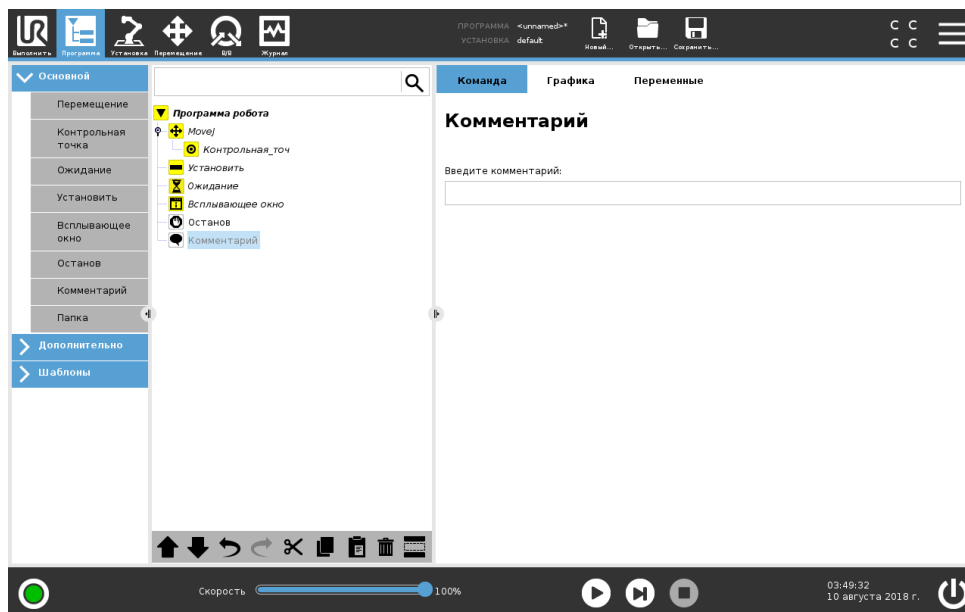 UR
ПРОГРАММА <unnamed>*
УСТАНОВКА default
Выполнить
Программа
Установка
Перемещение
В/В
Журнал
Новый...
Открыть...
Сохранить...
C C
C C
Основной
Перемещение
Контрольная
точка
Ожидание
Установить
Всплывающее
окно
Останов
Комментарий
Папка
Дополнительно
Шаблоны
Программа робота
MoveJ
Контрольная_точ
Установить
Ожидание
Всплывающее окно
Останов
Комментарий
Команда
Графика
Переменные
Комментарий
Введите комментарий:
Скорость
100%
03:49:32
10 августа 2018 г.